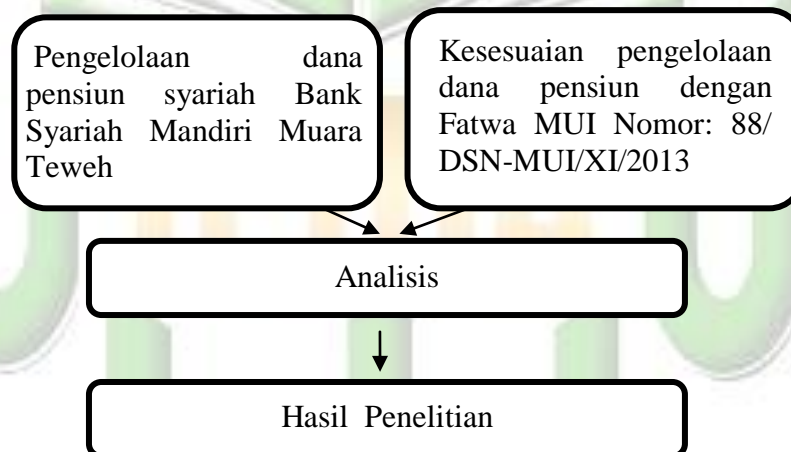 Pengelolaan dana
pensiun syariah Bank
Syariah Mandiri Muara
Teweh
Kesesuaian pengelolaan
dana pensiun dengan
Fatwa MUI Nomor: 88/
DSN-MUI/XI/2013
Analisis
Hasil Penelitian